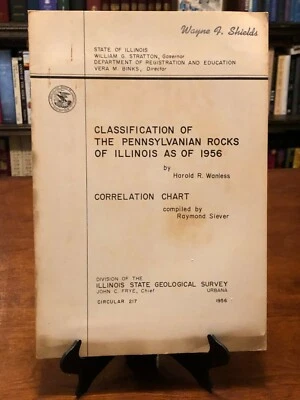 Wayne F. Shields
STATE OF ILLINOIS
WILLIAM G. STRATTON, Governor
DEPARTMENT OF REGISTRATION AND EDUCATION
VERA M. BINKS, Director
CLASSIFICATION OF
THE PENNSYLVANIAN ROCKS
OF ILLINOIS AS OF 1956
by
Harold R. Wanless
CORRELATION CHART
compiled by
Raymond Siever
DIVISION OF THE
ILLINOIS STATE GEOLOGICAL SURVEY
JOHN C. FRYE, Chief URBANA
CIRCULAR 217 1956